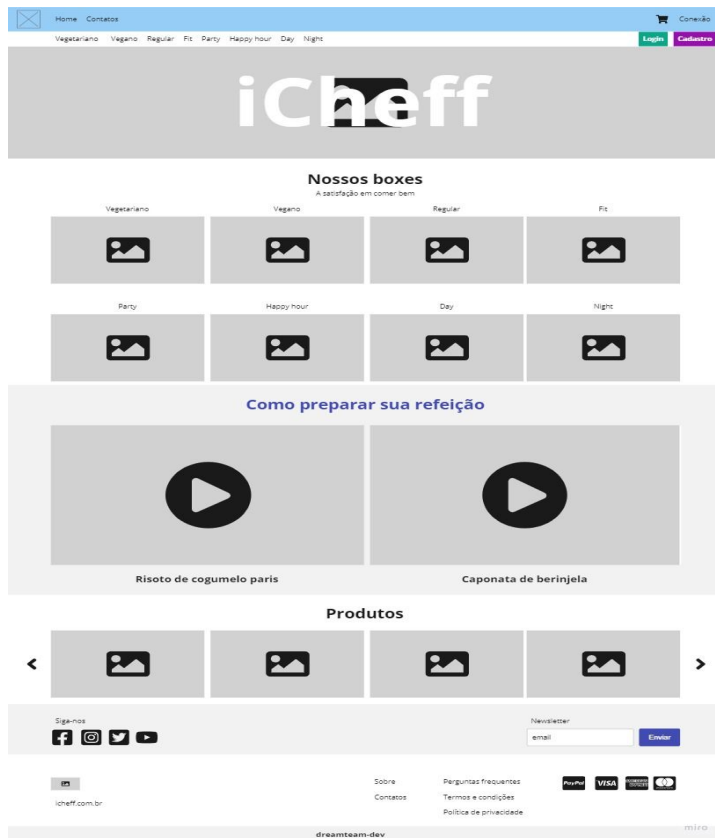 Home Contatos Conexão
Vegetariano Vegano Regular Fit Party Happy hour Day Night Login Cadastro
iCheff
Nossos boxes
A satisfação em comer bem
Vegetariano Vegano Regular Fit
Party Happy hour Day Night
Como preparar sua refeição
Risoto de cogumelo paris Caponata de berinjela
Produtos
Siga-nos Newsletter
email Enviar
Sobre Perguntas frequentes PayPal VISA
icheff.com.br Contatos Termos e condições
Política de privacidade
dreamteam-dev
miro